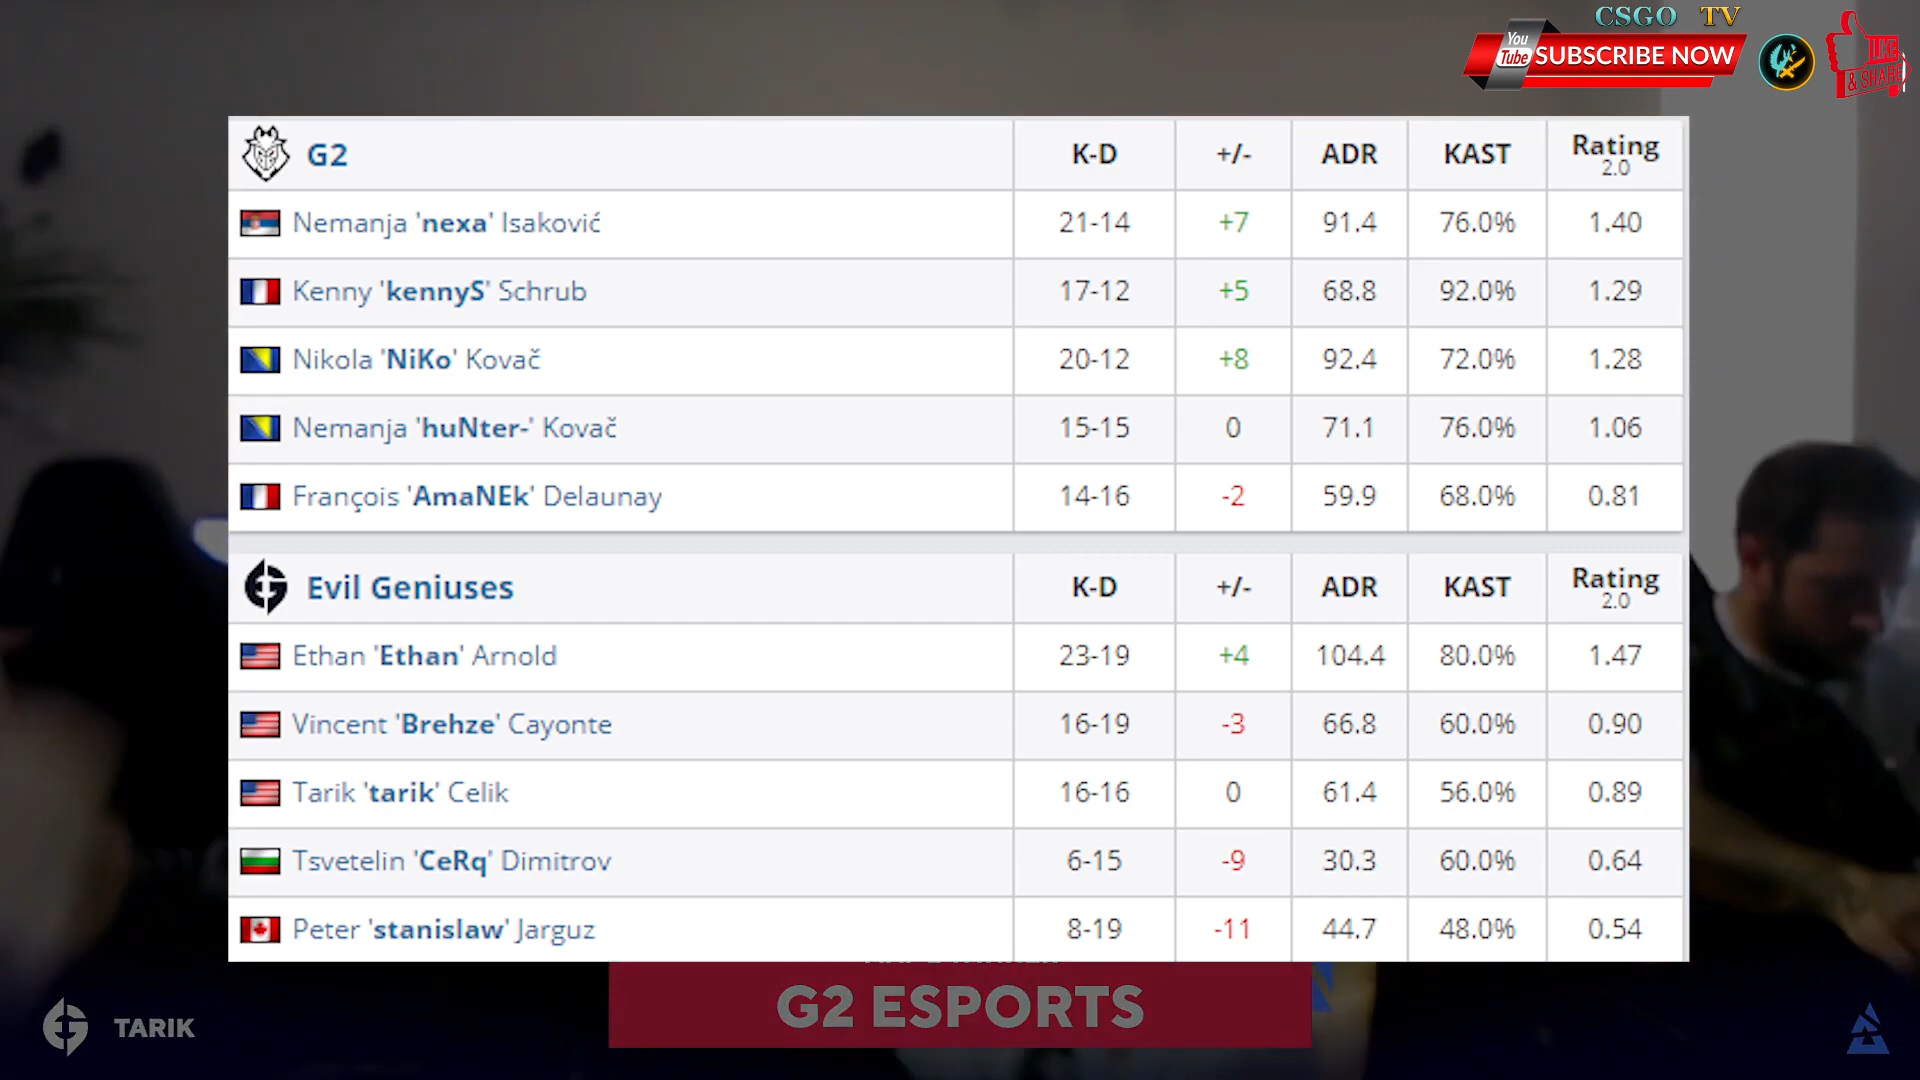 CSGO TV
You
Tube
SUBSCRIBE NOW
LIKE
& SHARE
G2 K-D +/- ADR KAST Rating 2.0
Nemanja 'nexa' Isaković 21-14 +7 91.4 76.0% 1.40
Kenny 'kennyS' Schrub 17-12 +5 68.8 92.0% 1.29
Nikola 'NiKo' Kovač 20-12 +8 92.4 72.0% 1.28
Nemanja 'huNter-' Kovač 15-15 0 71.1 76.0% 1.06
François 'AmaNEk' Delaunay 14-16 -2 59.9 68.0% 0.81
Evil Geniuses K-D +/- ADR KAST Rating 2.0
Ethan 'Ethan' Arnold 23-19 +4 104.4 80.0% 1.47
Vincent 'Brehze' Cayonte 16-19 -3 66.8 60.0% 0.90
Tarik 'tarik' Celik 16-16 0 61.4 56.0% 0.89
Tsvetelin 'CeRq' Dimitrov 6-15 -9 30.3 60.0% 0.64
Peter 'stanislaw' Jarguz 8-19 -11 44.7 48.0% 0.54
G2 ESPORTS
TARIK